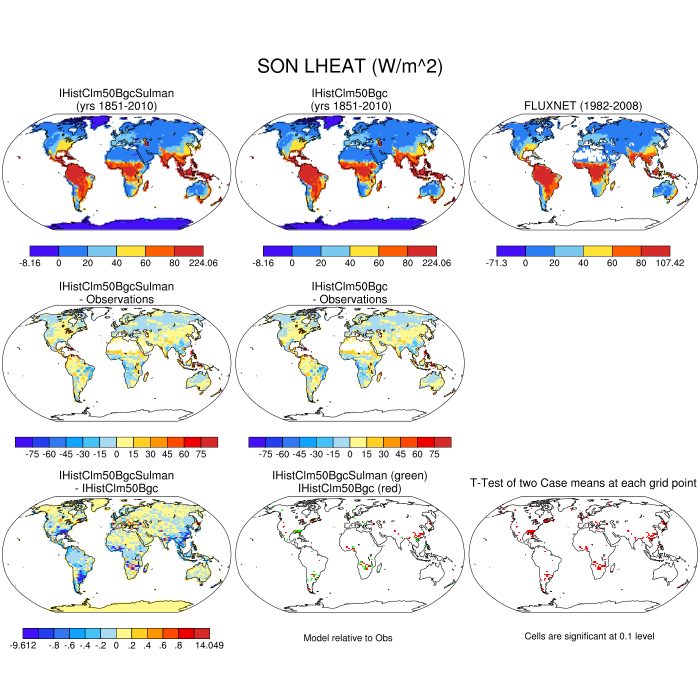 SON LHEAT (W/m^2)
IHistClm50BgcSulman
(yrs 1851-2010)
IHistClm50Bgc
(yrs 1851-2010)
FLUXNET (1982-2008)
-8.16 0 20 40 60 80 224.06
-8.16 0 20 40 60 80 224.06
-71.3 0 20 40 60 80 107.42
IHistClm50BgcSulman
- Observations
IHistClm50Bgc
- Observations
-75 -60 -45 -30 -15 0 15 30 45 60 75
-75 -60 -45 -30 -15 0 15 30 45 60 75
IHistClm50BgcSulman
- IHistClm50Bgc
IHistClm50BgcSulman (green)
IHistClm50Bgc (red)
T-Test of two Case means at each grid point
-9.612 -.8 -.6 -.4 -.2 0 .2 .4 .6 .8 14.049
Model relative to Obs
Cells are significant at 0.1 level